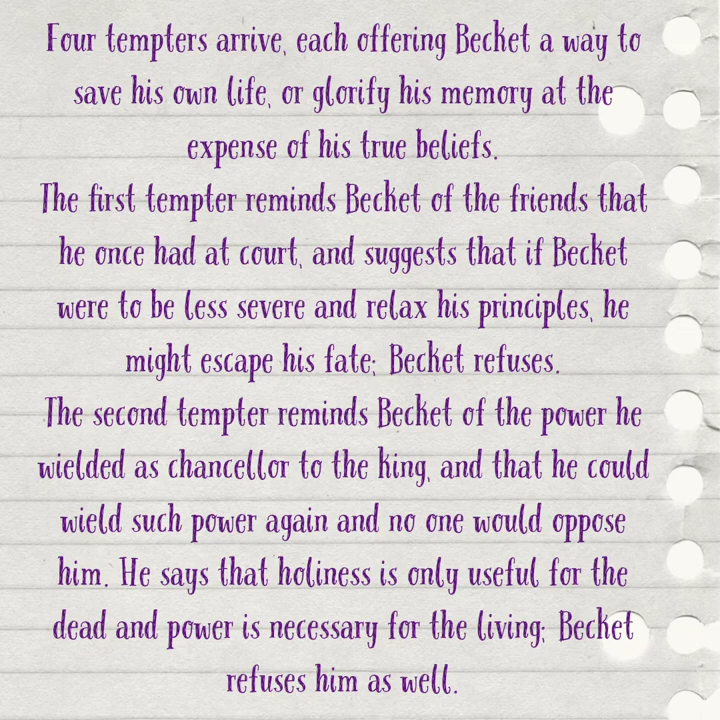 Four tempters arrive, each offering Becket a way to
save his own life, or glorify his memory at the
expense of his true beliefs.
The first tempter reminds Becket of the friends that
he once had at court, and suggests that if Becket
were to be less severe and relax his principles, he
might escape his fate; Becket refuses.
The second tempter reminds Becket of the power he
wielded as chancellor to the king, and that he could
wield such power again and no one would oppose
him. He says that holiness is only useful for the
dead and power is necessary for the living; Becket
refuses him as well.